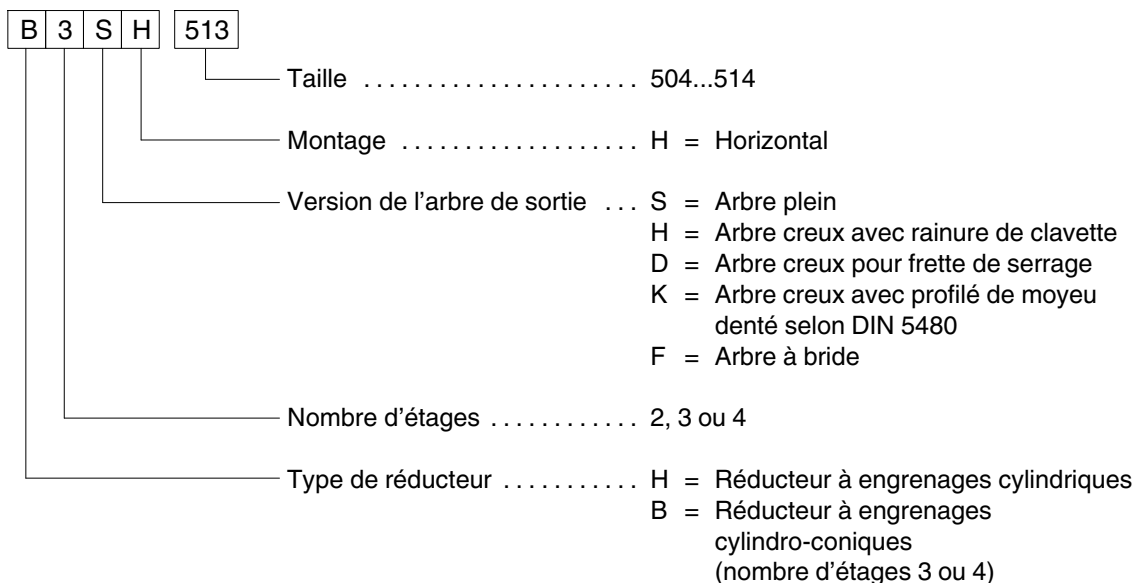 B 3 S H 513
Taille ...................... 504...514
Montage ................... H = Horizontal
Version de l'arbre de sortie ... S = Arbre plein
H = Arbre creux avec rainure de clavette
D = Arbre creux pour frette de serrage
K = Arbre creux avec profilé de moyeu
denté selon DIN 5480
F = Arbre à bride
Nombre d'étages ............ 2, 3 ou 4
Type de réducteur ........... H = Réducteur à engrenages cylindriques
B = Réducteur à engrenages
cylindro-coniques
(nombre d'étages 3 ou 4)